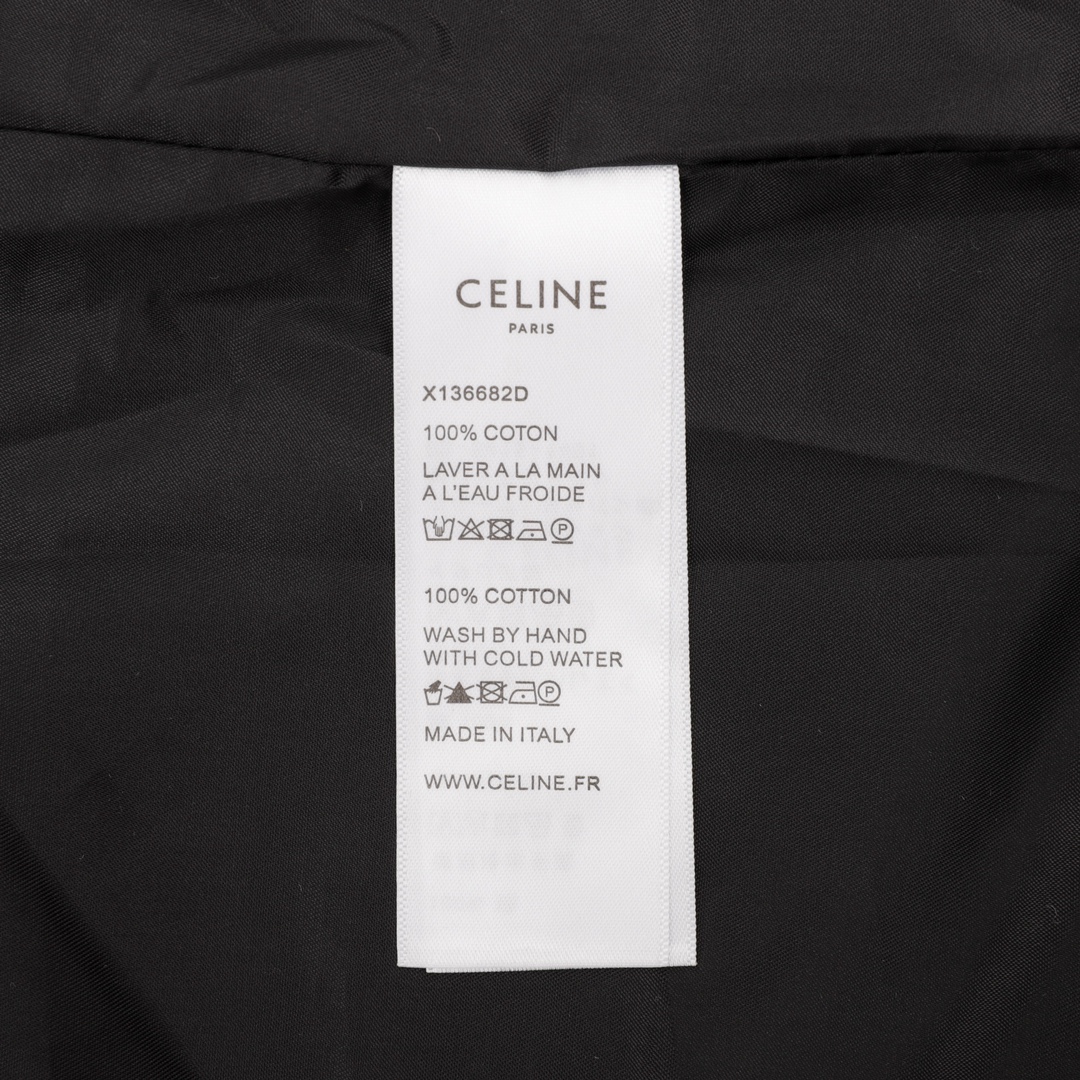 CELINE
PARIS
X136682D
100% COTON
LAVER A LA MAIN
A L'EAU FROIDE
P
100% COTTON
WASH BY HAND
WITH COLD WATER
P
MADE IN ITALY
WWW.CELINE.FR